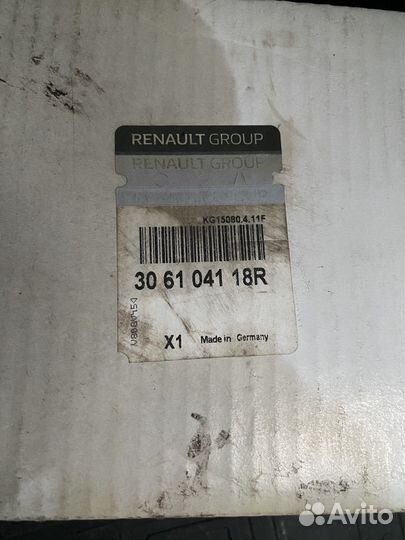 RENAULT GROUP
RENAULT GROUP
KG15080.4.11F
30 61 041 18R
X1 Made in Germany
Avito